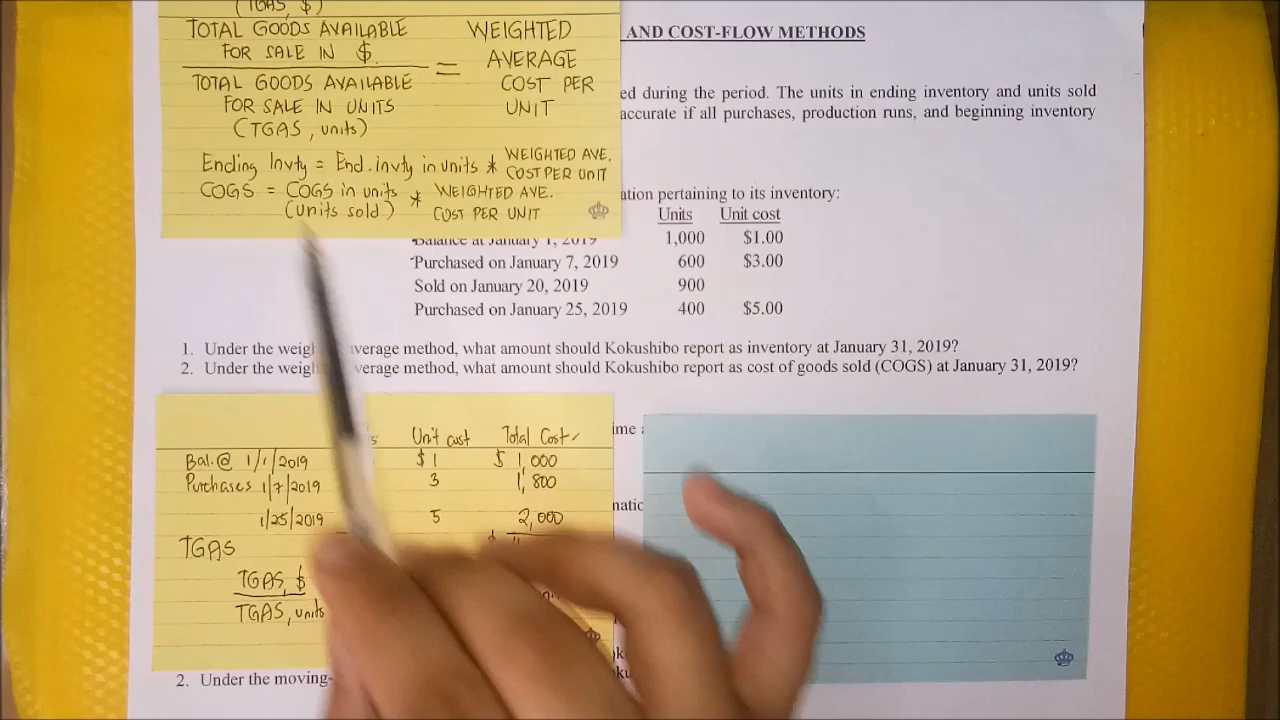 (TGAS, $)
TOTAL GOODS AVAILABLE
FOR SALE IN $
TOTAL GOODS AVAILABLE
FOR SALE IN UNITS
(TGAS, units)
=
WEIGHTED
AVERAGE
COST PER
UNIT
Ending Invty = End. Invty in units * WEIGHTED AVE. COST PER UNIT
COGS = COGS in units (units sold) * WEIGHTED AVE. COST PER UNIT
AND COST-FLOW METHODS
ed during the period. The units in ending inventory and units sold
accurate if all purchases, production runs, and beginning inventory
ation pertaining to its inventory:
Units Unit cost
Balance at January 1, 2019 1,000 $1.00
Purchased on January 7, 2019 600 $3.00
Sold on January 20, 2019 900
Purchased on January 25, 2019 400 $5.00
1. Under the weig verage method, what amount should Kokushibo report as inventory at January 31, 2019?
2. Under the weig verage method, what amount should Kokushibo report as cost of goods sold (COGS) at January 31, 2019?
s Unit cost Total Cost
Bal. @ 1/1/2019 $1 $ 1,000
Purchases 1/7/2019 3 1,800
1/25/2019 5 2,000
TGAS $
TGAS, $
TGAS, units
ime
natic
2. Under the moving-